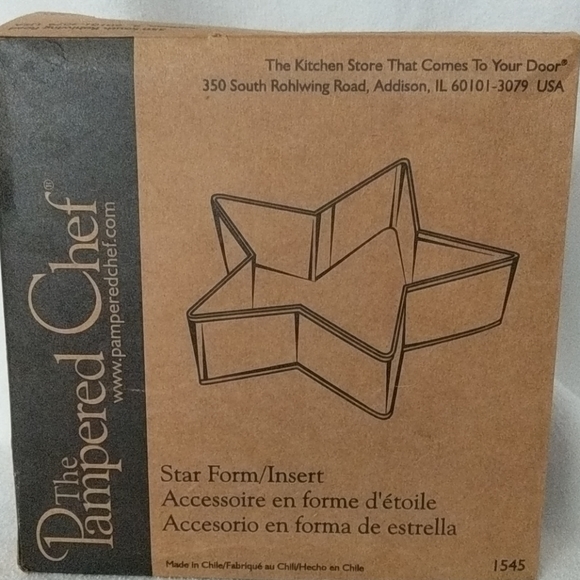 The Kitchen Store That Comes To Your Door®
350 South Rohlwing Road, Addison, IL 60101-3079 USA
The
Pampered Chef®
www.pamperedchef.com
Star Form/Insert
Accessoire en forme d'étoile
Accesorio en forma de estrella
Made in Chile/Fabriqué au Chili/Hecho en Chile
1545